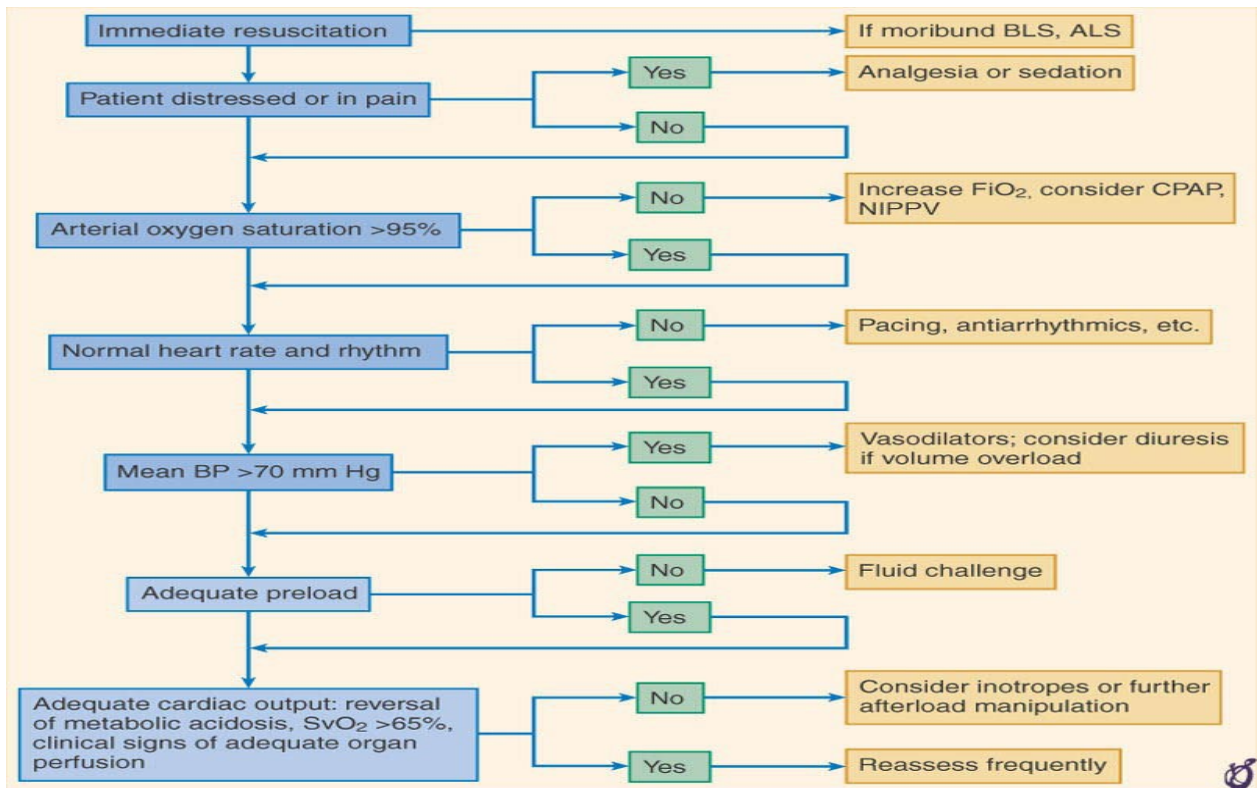 Immediate resuscitation
If moribund BLS, ALS
Patient distressed or in pain
Yes
Analgesia or sedation
No
Arterial oxygen saturation >95%
No
Increase FiO₂, consider CPAP,
NIPPV
Yes
Normal heart rate and rhythm
No
Pacing, antiarrhythmics, etc.
Yes
Mean BP >70 mm Hg
Yes
Vasodilators; consider diuresis
if volume overload
No
Adequate preload
No
Fluid challenge
Yes
Adequate cardiac output: reversal
of metabolic acidosis, SvO₂ >65%,
clinical signs of adequate organ
perfusion
No
Consider inotropes or further
afterload manipulation
Yes
Reassess frequently